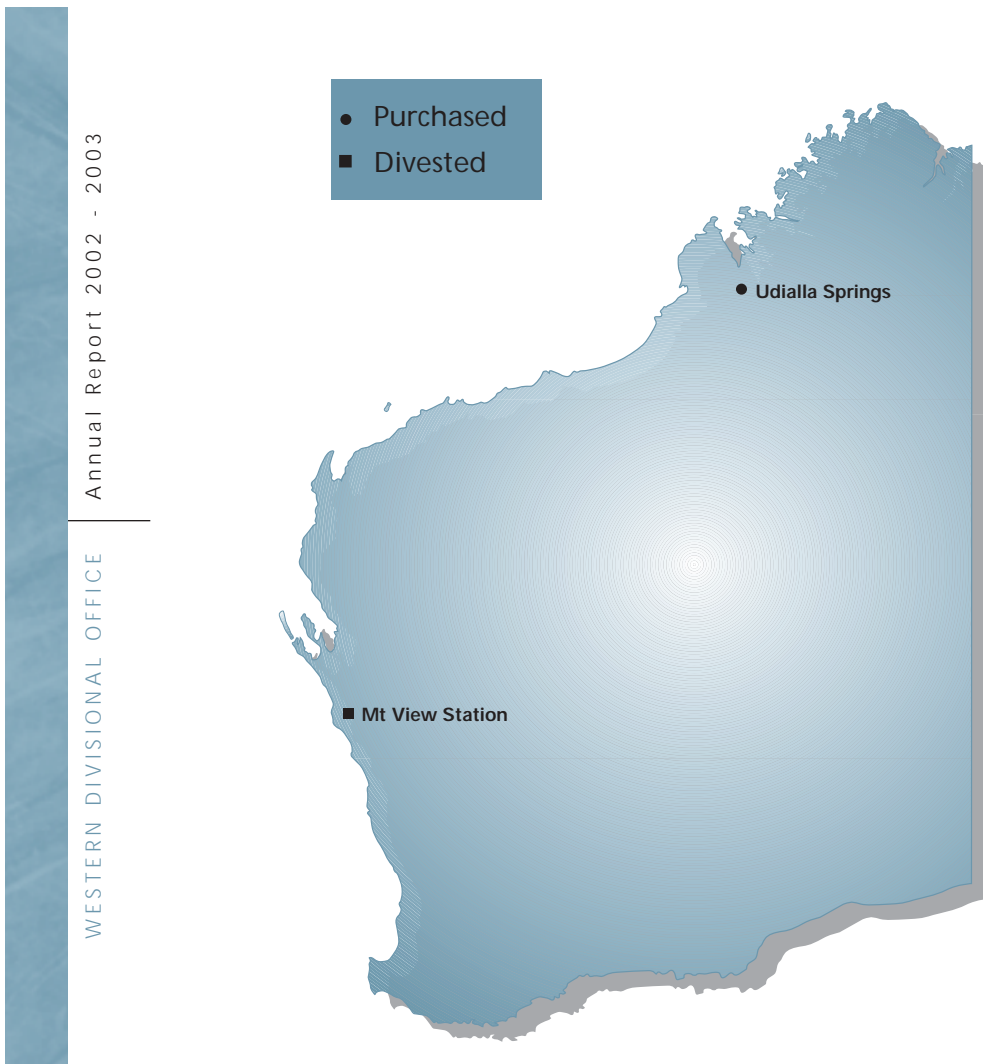 Annual Report 2002 - 2003
WESTERN DIVISIONAL OFFICE
Purchased
Divested
Udialla Springs
Mt View Station